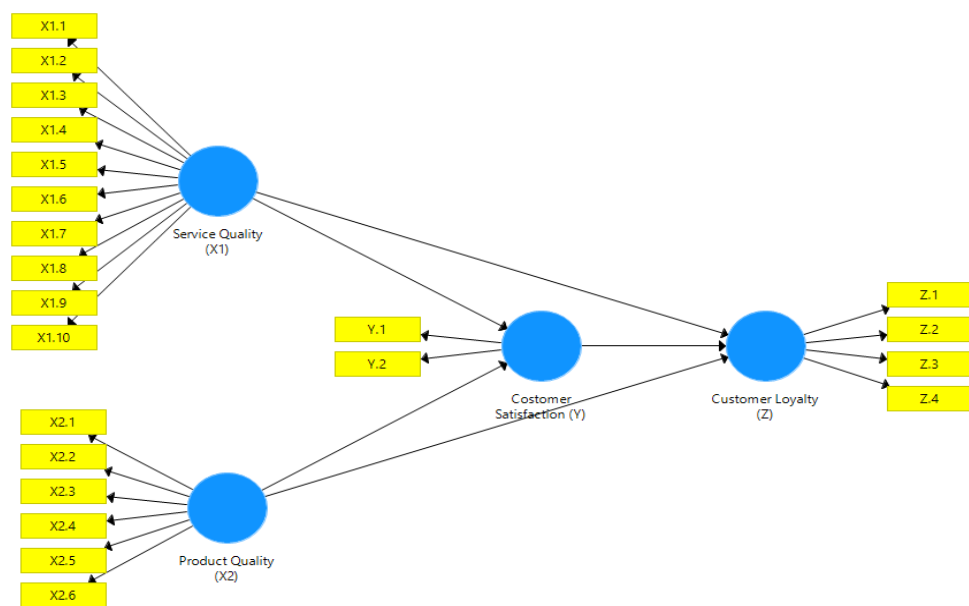 X1.1
X1.2
X1.3
X1.4
X1.5
X1.6
X1.7
X1.8
X1.9
X1.10
Service Quality
(X1)
Y.1
Y.2
Costomer
Satisfaction (Y)
Customer Loyalty
(Z)
Z.1
Z.2
Z.3
Z.4
X2.1
X2.2
X2.3
X2.4
X2.5
X2.6
Product Quality
(X2)